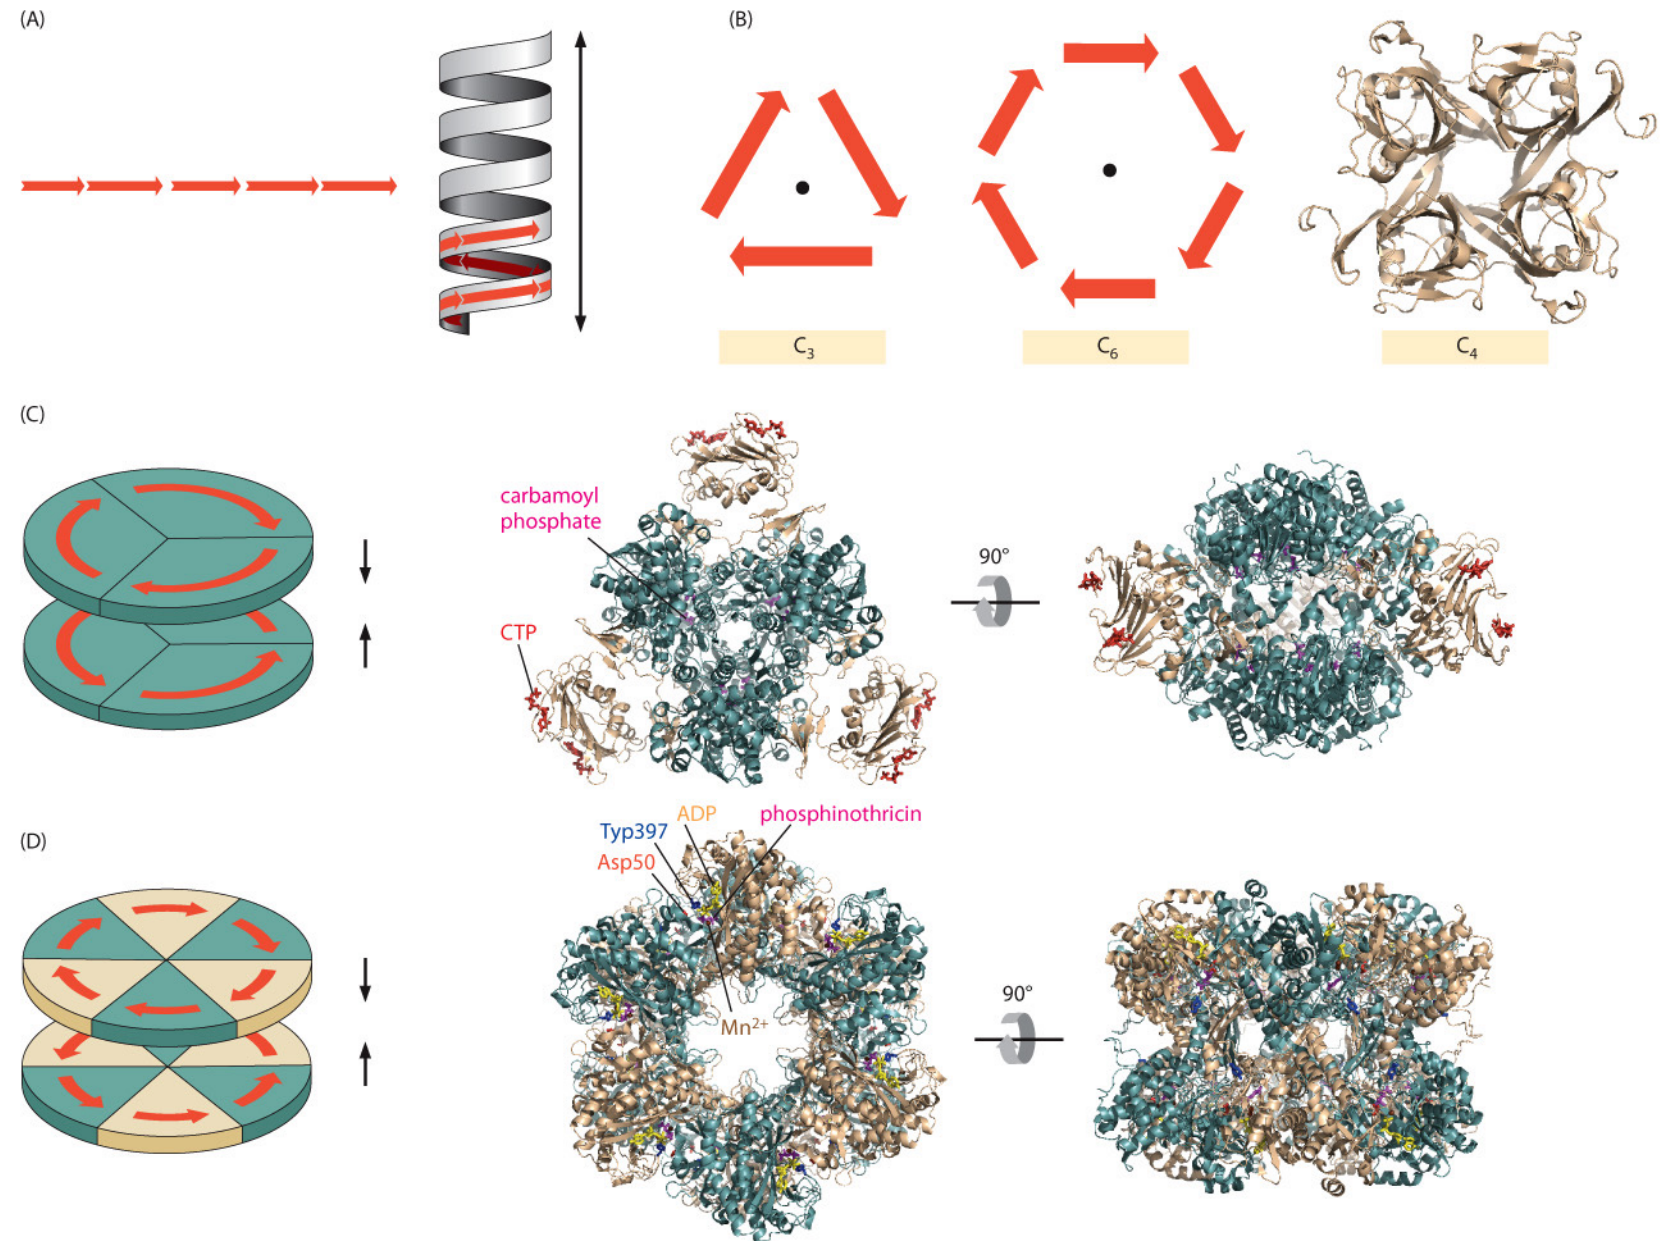 (A)
(B)
C₃
C₆
C₄
(C)
carbamoyl
phosphate
CTP
90°
(D)
ADP
phosphinothricin
Typ397
Asp50
Mn²⁺
90°